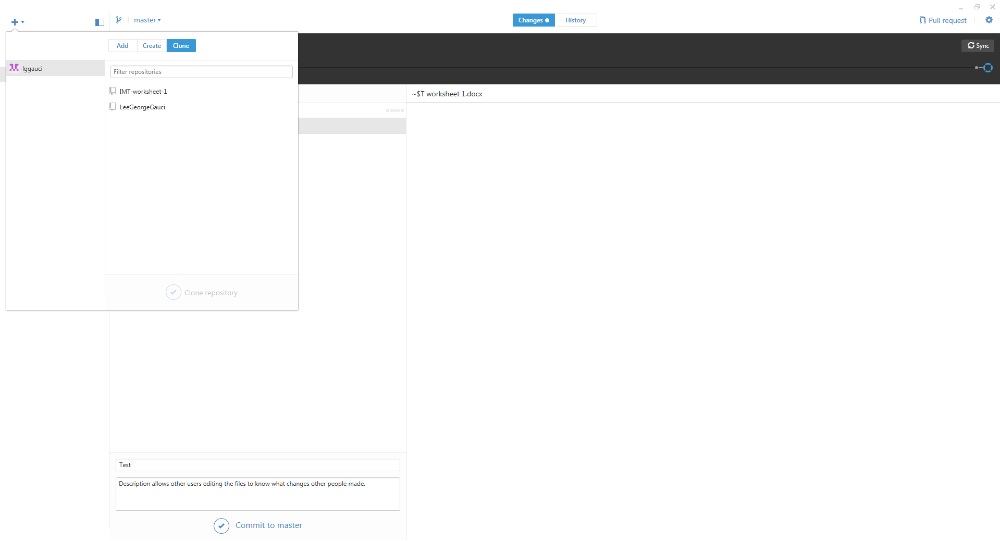 master
Changes
History
Pull request
Add
Create
Clone
Sync
lggauci
Filter repositories
IMT-worksheet-1
~$T worksheet 1.docx
LeeGeorgeGauci
Clone repository
Test
Description allows other users editing the files to know what changes other people made.
Commit to master